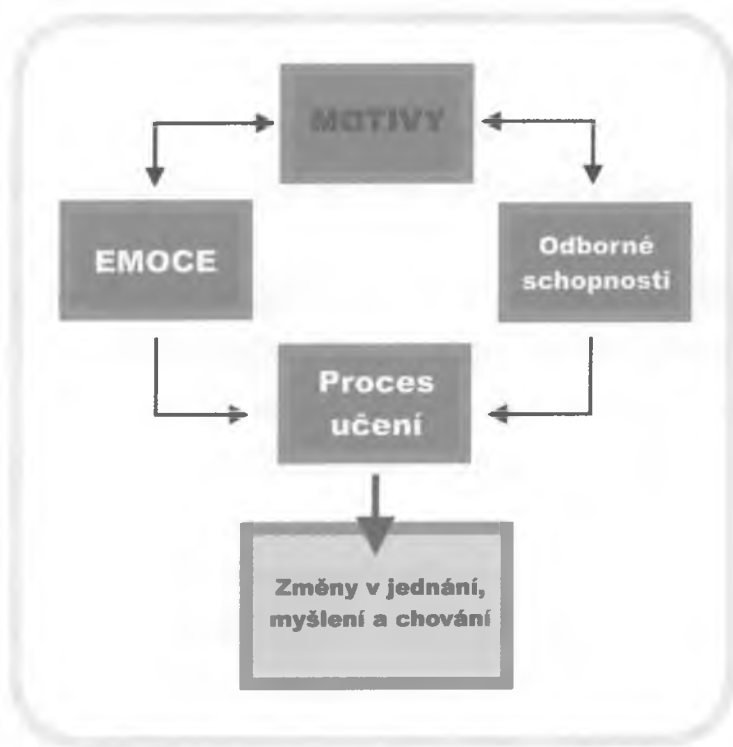 MOTIVY
EMOCE
Odborné
schopnosti
Proces
učení
Změny v jednání,
myšlení a chování